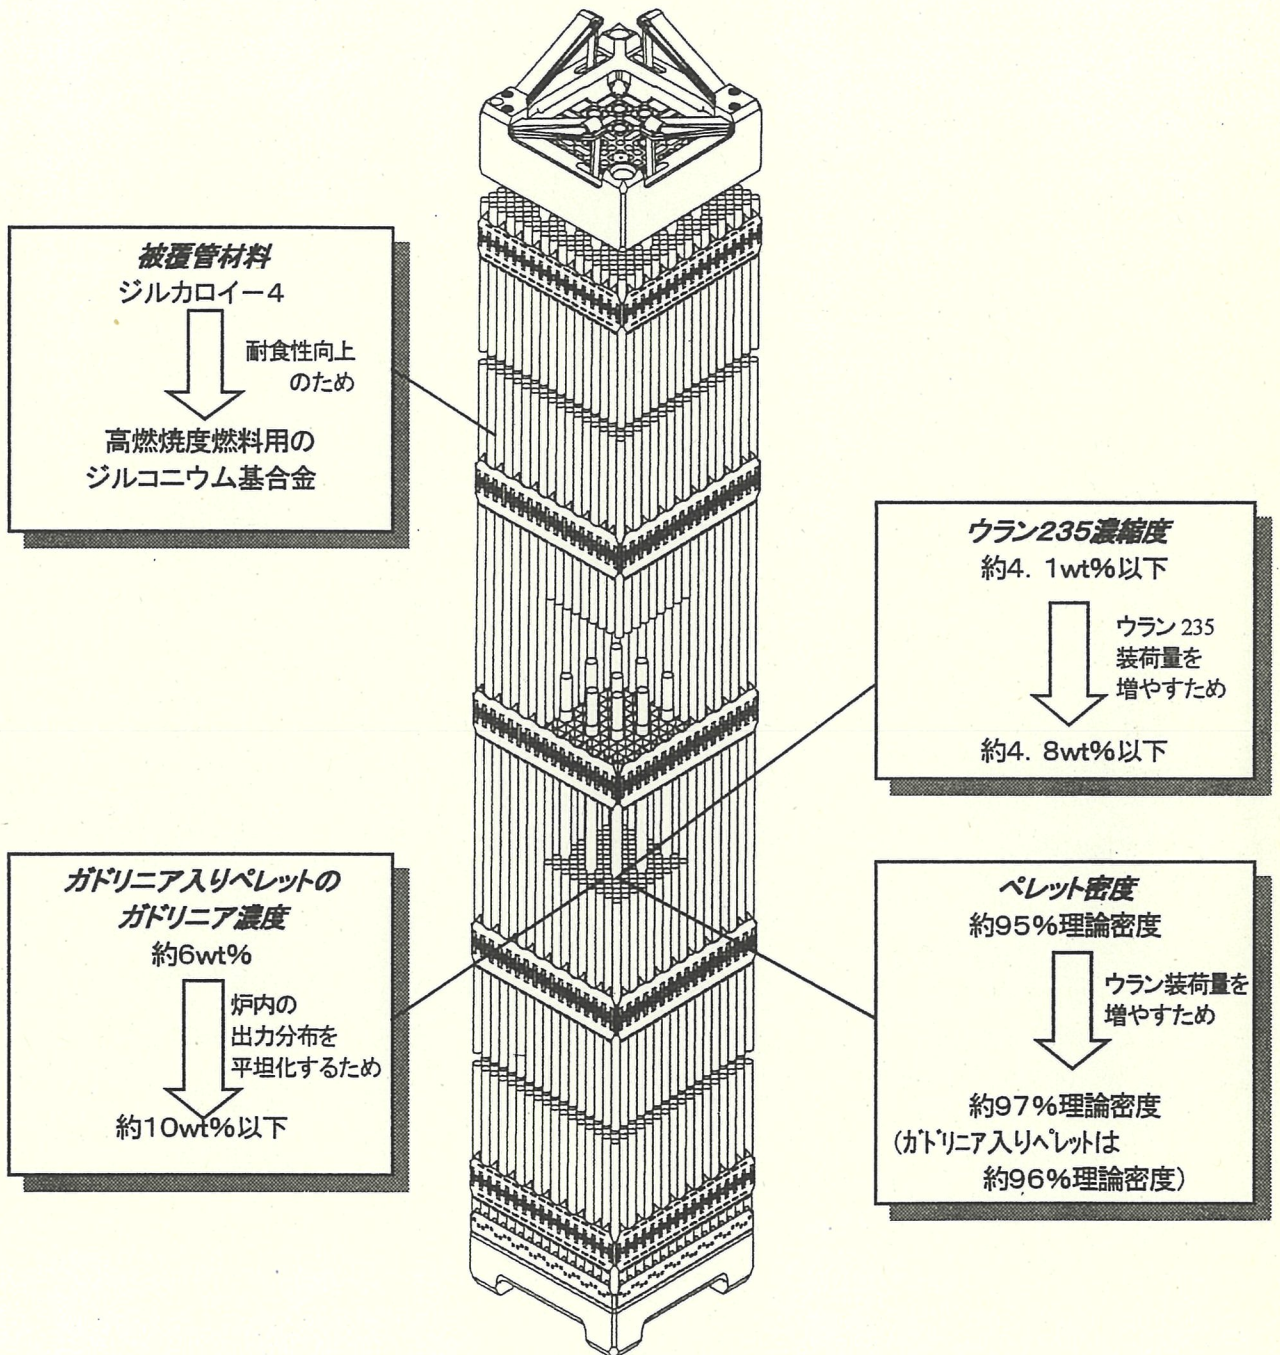 被覆管材料
ジルカロイー4
耐食性向上
のため
高燃焼度燃料用の
ジルコニウム基合金
ウラン235濃縮度
約4. 1wt%以下
ウラン 235
装荷量を
増やすため
約4. 8wt%以下
ガドリニア入りペレットの
ガドリニア濃度
約6wt%
炉内の
出力分布を
平坦化するため
約10wt%以下
ペレット密度
約95%理論密度
ウラン装荷量を
増やすため
約97%理論密度
(ガドリニア入りペレットは
約96%理論密度)